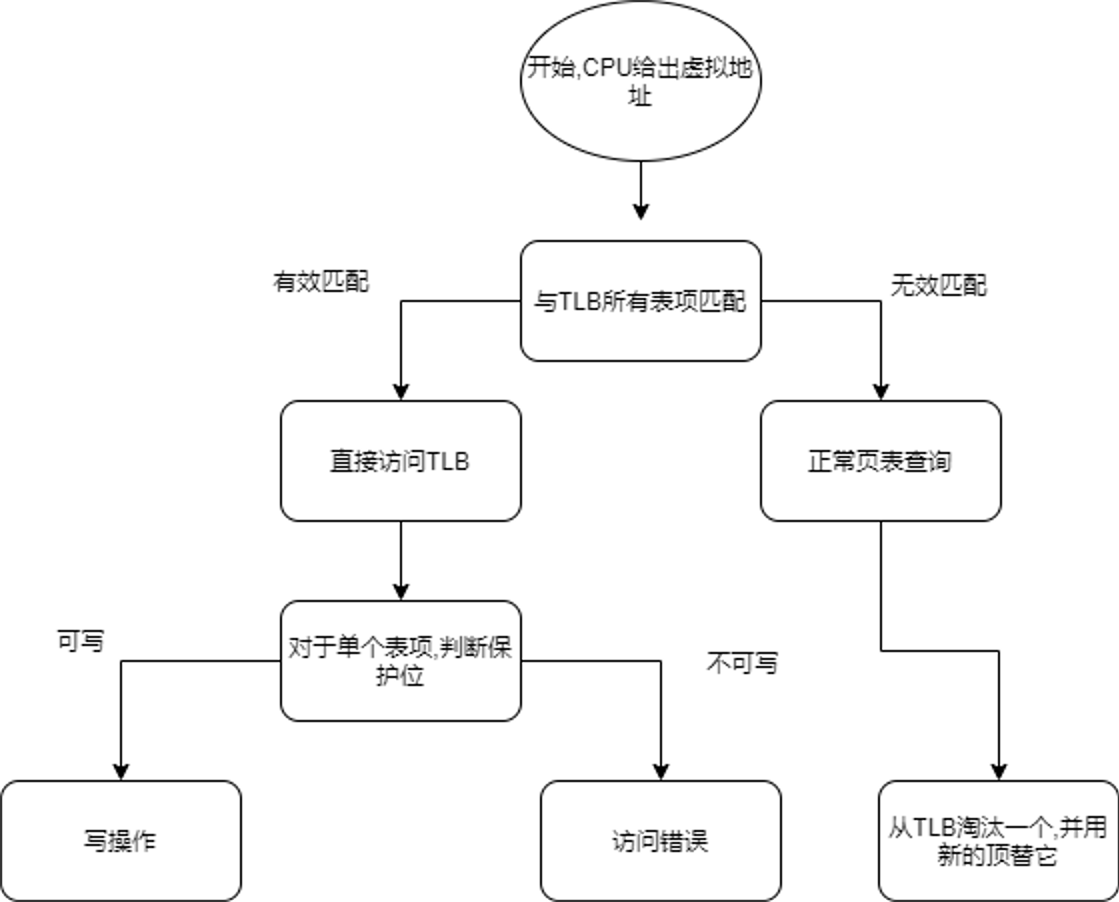 开始,CPU给出虚拟地
址
有效匹配
与TLB所有表项匹配
无效匹配
直接访问TLB
正常页表查询
可写
对于单个表项,判断保
护位
不可写
写操作
访问错误
从TLB淘汰一个,并用
新的顶替它